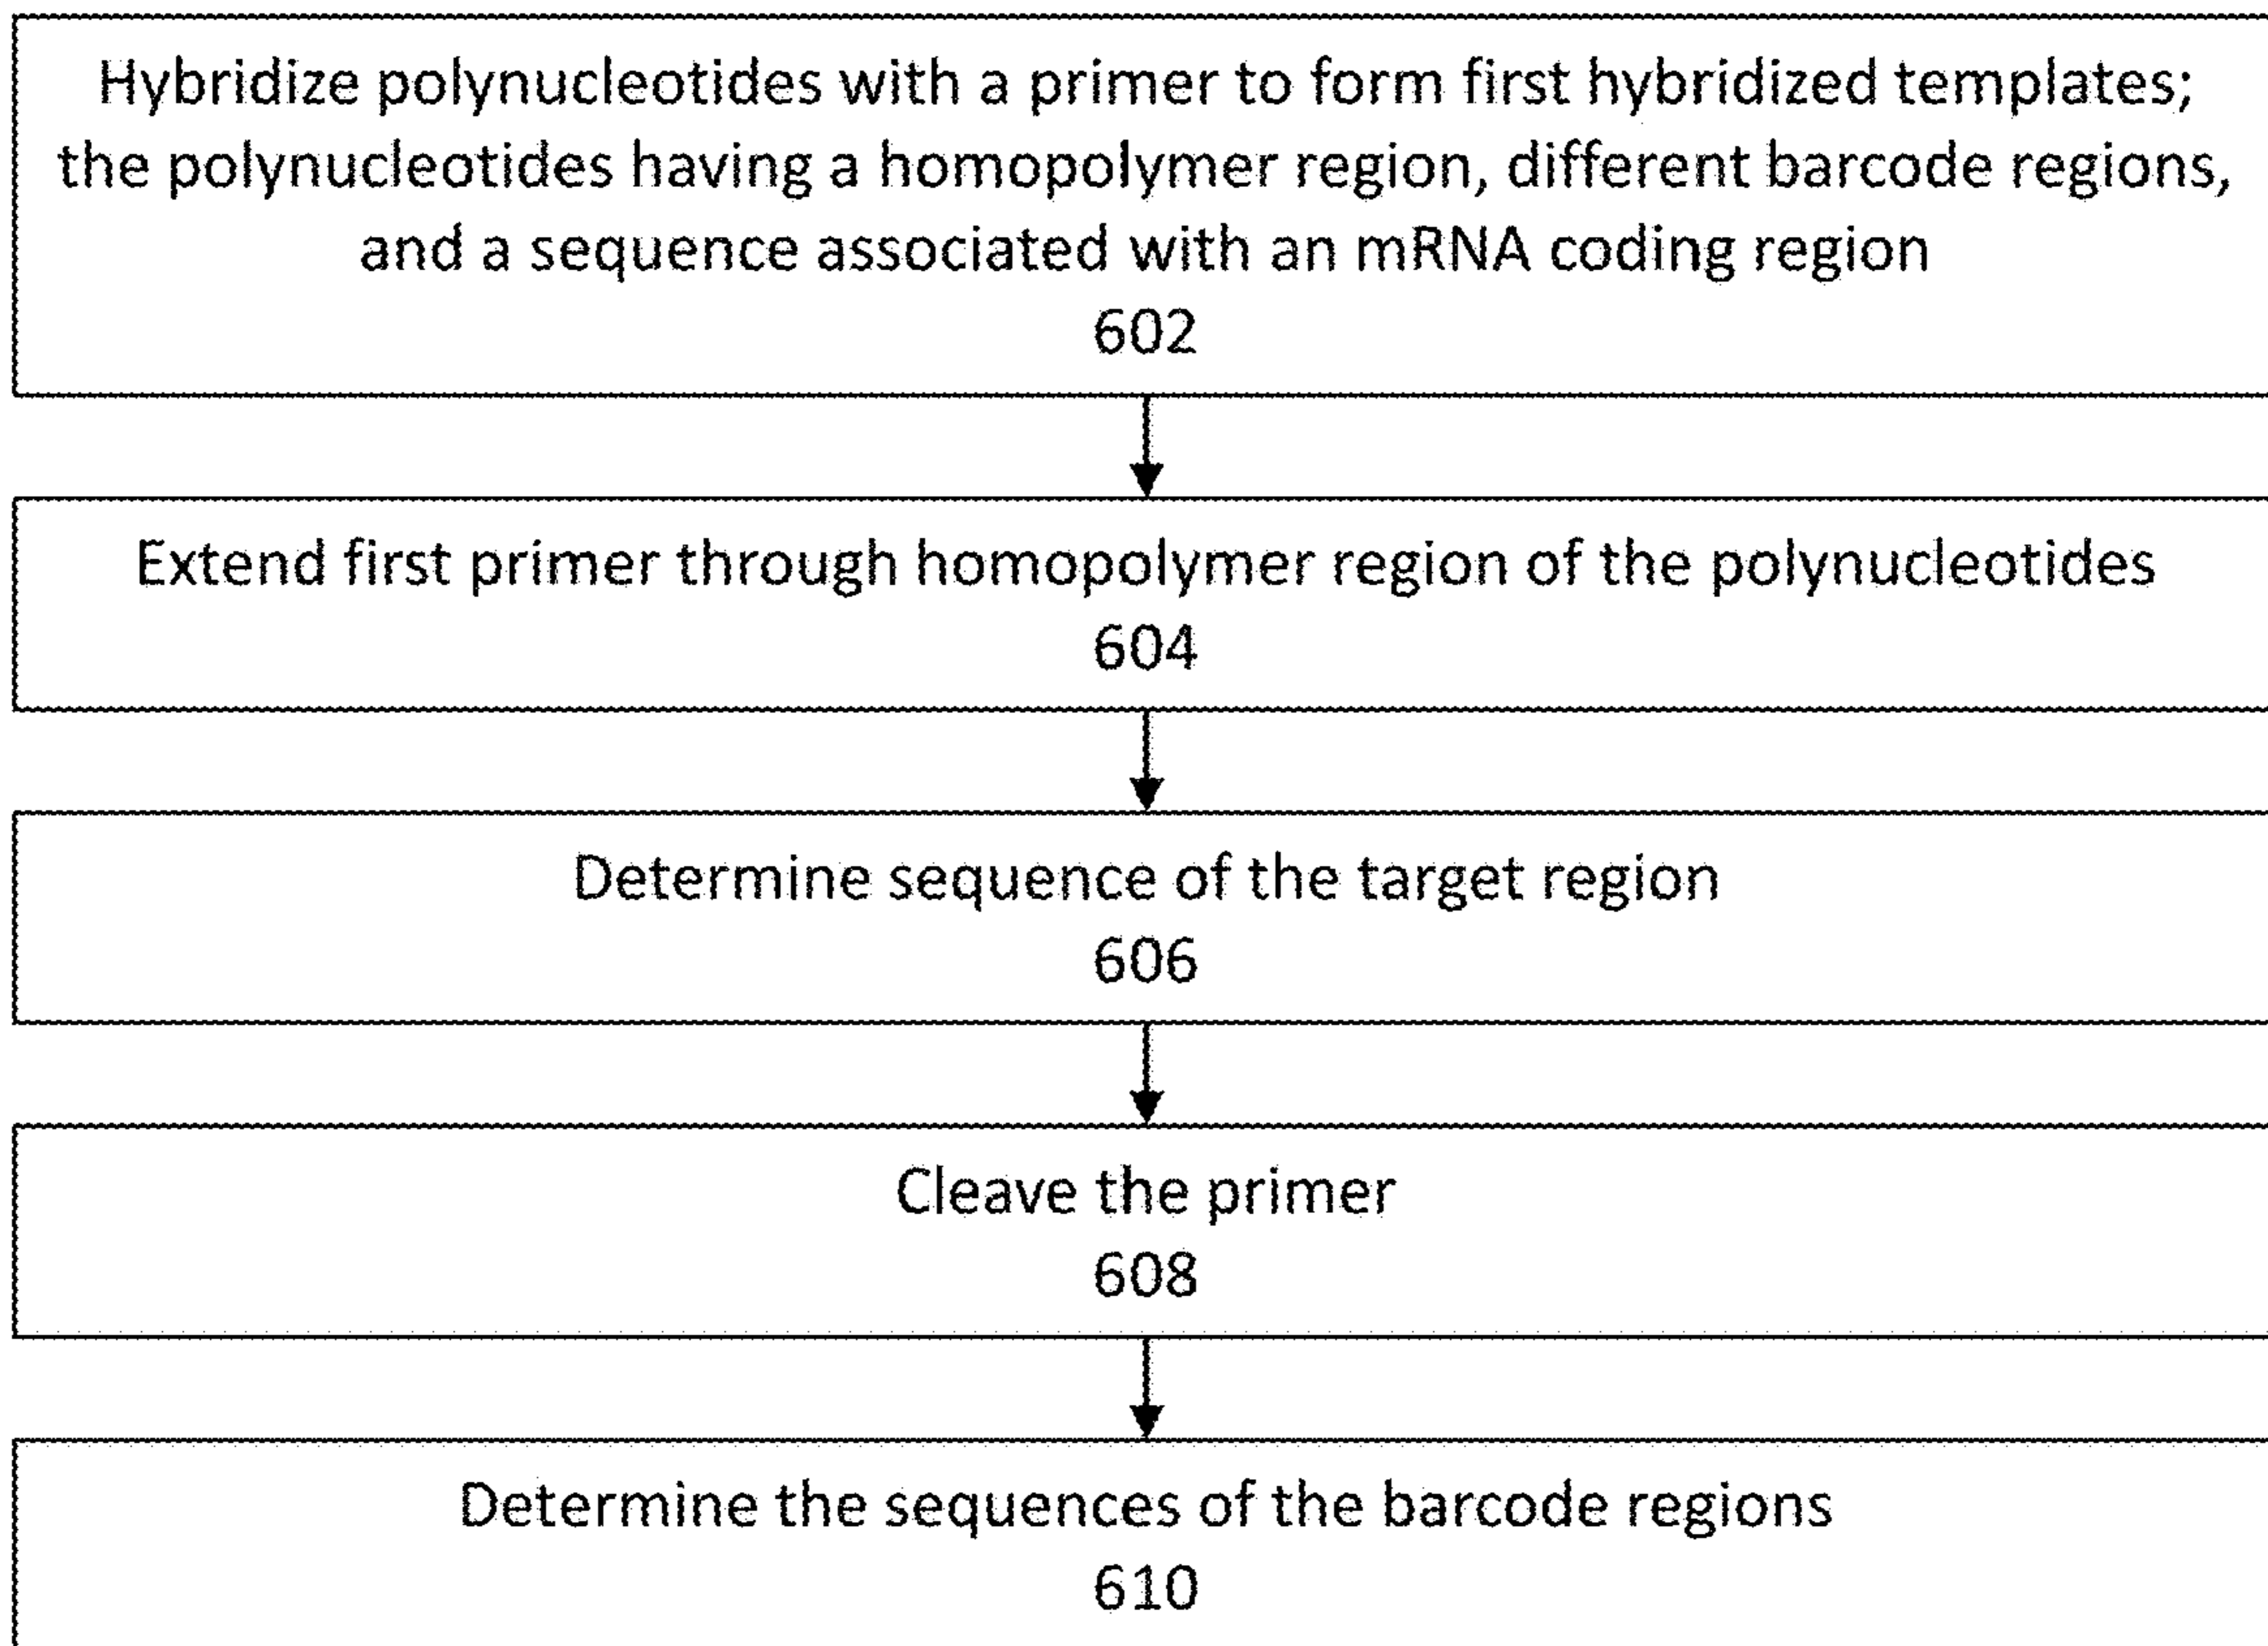 Hybridize polynucleotides with a primer to form first hybridized templates;
the polynucleotides having a homopolymer region, different barcode regions,
and a sequence associated with an mRNA coding region
602
Extend first primer through homopolymer region of the polynucleotides
604
Determine sequence of the target region
606
Cleave the primer
608
Determine the sequences of the barcode regions
610